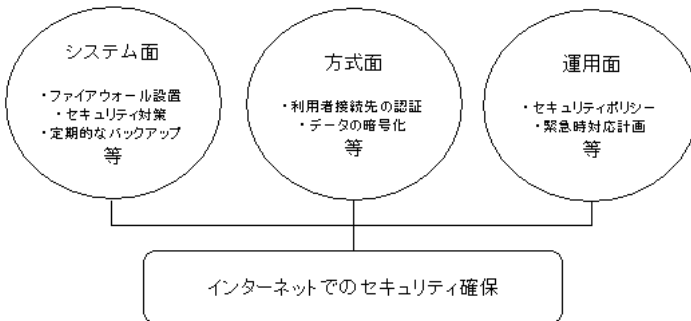 システム面
・ファイアウォール設置
・セキュリティ対策
・定期的なバックアップ
等
方式面
・利用者接続先の認証
・データの暗号化
等
運用面
・セキュリティポリシー
・緊急時対応計画
等
インターネットでのセキュリティ確保